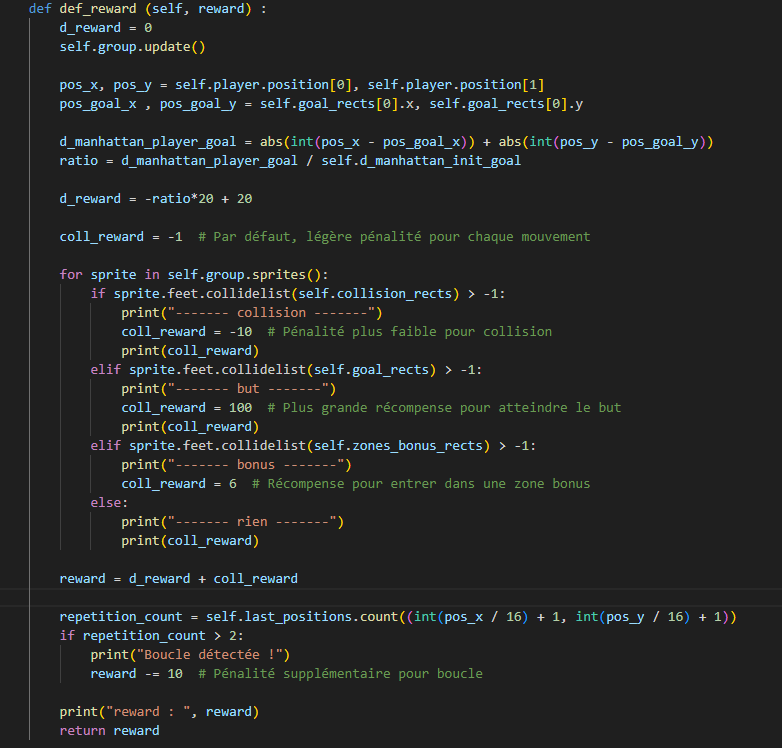 def def_reward (self, reward) :
    d_reward = 0
    self.group.update()
    pos_x, pos_y = self.player.position[0], self.player.position[1]
    pos_goal_x , pos_goal_y = self.goal_rects[0].x, self.goal_rects[0].y
    d_manhattan_player_goal = abs(int(pos_x - pos_goal_x)) + abs(int(pos_y - pos_goal_y))
    ratio = d_manhattan_player_goal / self.d_manhattan_init_goal
    d_reward = -ratio*20 + 20
    coll_reward = -1  # Par défaut, légère pénalité pour chaque mouvement
    for sprite in self.group.sprites():
        if sprite.feet.collidelist(self.collision_rects) > -1:
            print("------- collision -------")
            coll_reward = -10  # Pénalité plus faible pour collision
            print(coll_reward)
        elif sprite.feet.collidelist(self.goal_rects) > -1:
            print("------- but -------")
            coll_reward = 100  # Plus grande récompense pour atteindre le but
            print(coll_reward)
        elif sprite.feet.collidelist(self.zones_bonus_rects) > -1:
            print("------- bonus -------")
            coll_reward = 6  # Récompense pour entrer dans une zone bonus
        else:
            print("------- rien -------")
            print(coll_reward)
    reward = d_reward + coll_reward
    repetition_count = self.last_positions.count((int(pos_x / 16) + 1, int(pos_y / 16) + 1))
    if repetition_count > 2:
        print("Boucle détectée !")
        reward -= 10  # Pénalité supplémentaire pour boucle
    print("reward : ", reward)
    return reward